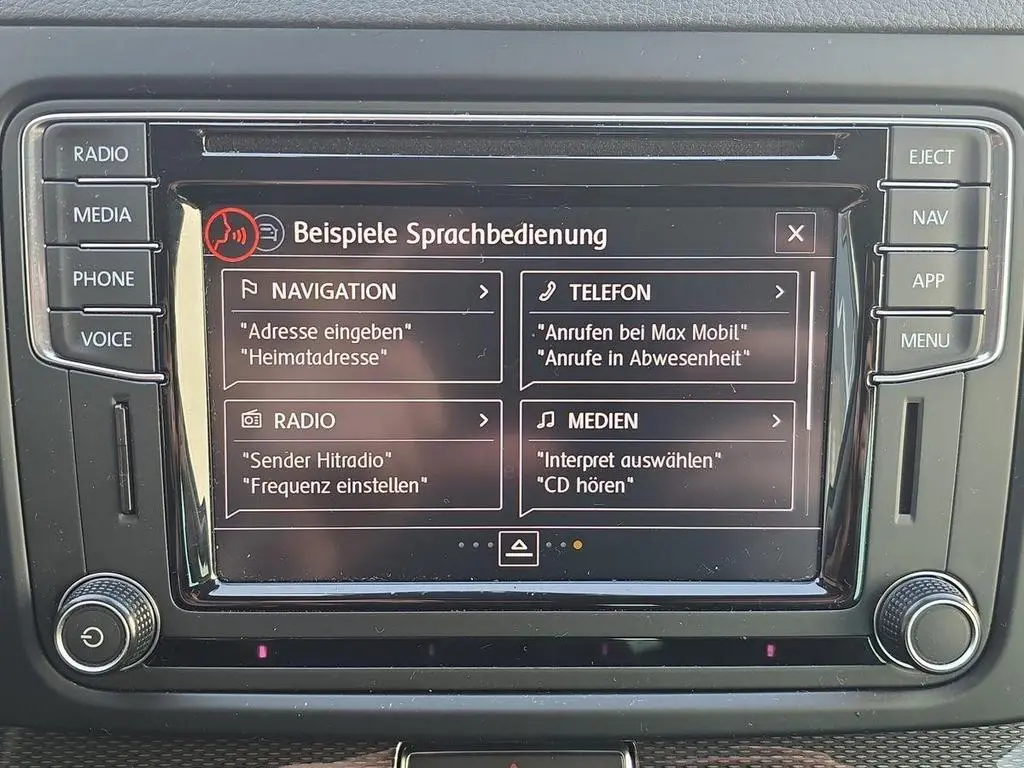 RADIO
MEDIA
PHONE
VOICE
EJECT
NAV
APP
MENU
Beispiele Sprachbedienung
X
NAVIGATION >
"Adresse eingeben"
"Heimatadresse"
TELEFON >
"Anrufen bei Max Mobil"
"Anrufe in Abwesenheit"
RADIO >
"Sender Hitradio"
"Frequenz einstellen"
MEDIEN >
"Interpret auswählen"
"CD hören"